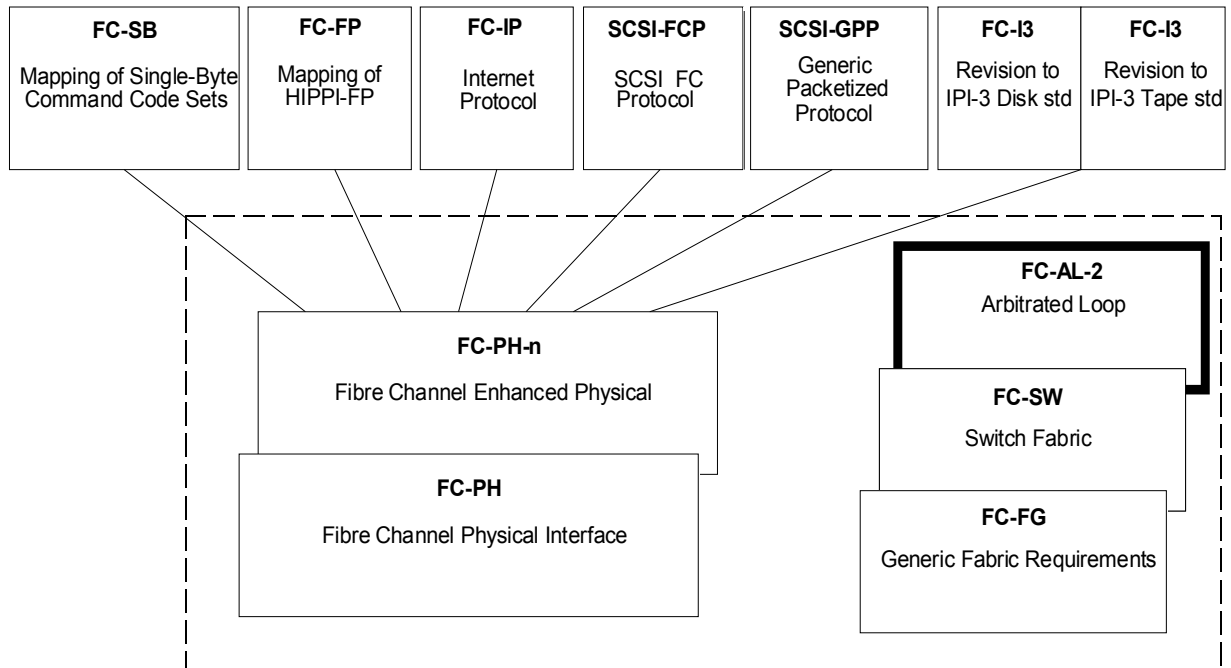 FC-SB
Mapping of Single-Byte
Command Code Sets
FC-FP
Mapping of
HIPPI-FP
FC-IP
Internet
Protocol
SCSI-FCP
SCSI FC
Protocol
SCSI-GPP
Generic
Packetized
Protocol
FC-I3
Revision to
IPI-3 Disk std
FC-I3
Revision to
IPI-3 Tape std
FC-PH-n
Fibre Channel Enhanced Physical
FC-PH
Fibre Channel Physical Interface
FC-AL-2
Arbitrated Loop
FC-SW
Switch Fabric
FC-FG
Generic Fabric Requirements